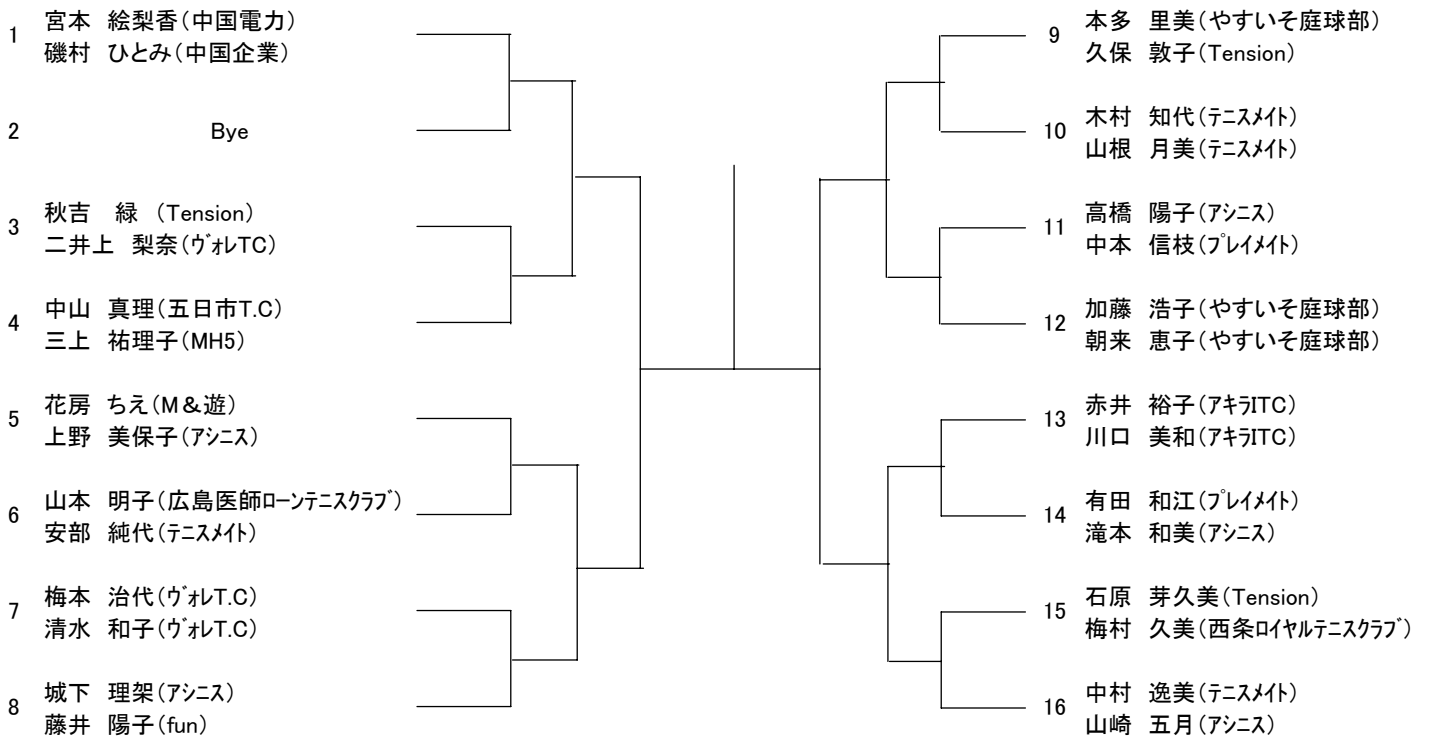 1
宮本　絵梨香(中国電力)
磯村　ひとみ(中国企業)
2
Bye
3
秋吉　緑　(Tension)
二井上　梨奈(ｳﾞｫﾚTC)
4
中山　真理(五日市T.C)
三上　祐理子(MH5)
5
花房　ちえ(M＆遊)
上野　美保子(ｱｼﾆｽ)
6
山本　明子(広島医師ﾛｰﾝﾃﾆｽｸﾗﾌﾞ)
安部　純代(ﾃﾆｽﾒｲﾄ)
7
梅本　治代(ｳﾞｫﾚT.C)
清水　和子(ｳﾞｫﾚT.C)
8
城下　理架(ｱｼﾆｽ)
藤井　陽子(fun)
9
本多　里美(やすいそ庭球部)
久保　敦子(Tension)
10
木村　知代(ﾃﾆｽﾒｲﾄ)
山根　月美(ﾃﾆｽﾒｲﾄ)
11
高橋　陽子(ｱｼﾆｽ)
中本　信枝(ﾌﾟﾚｲﾒｲﾄ)
12
加藤　浩子(やすいそ庭球部)
朝来　恵子(やすいそ庭球部)
13
赤井　裕子(ｱｷﾗITC)
川口　美和(ｱｷﾗITC)
14
有田　和江(ﾌﾟﾚｲﾒｲﾄ)
滝本　和美(ｱｼﾆｽ)
15
石原　芽久美(Tension)
梅村　久美(西条ﾛｲﾔﾙﾃﾆｽｸﾗﾌﾞ)
16
中村　逸美(ﾃﾆｽﾒｲﾄ)
山崎　五月(ｱｼﾆｽ)